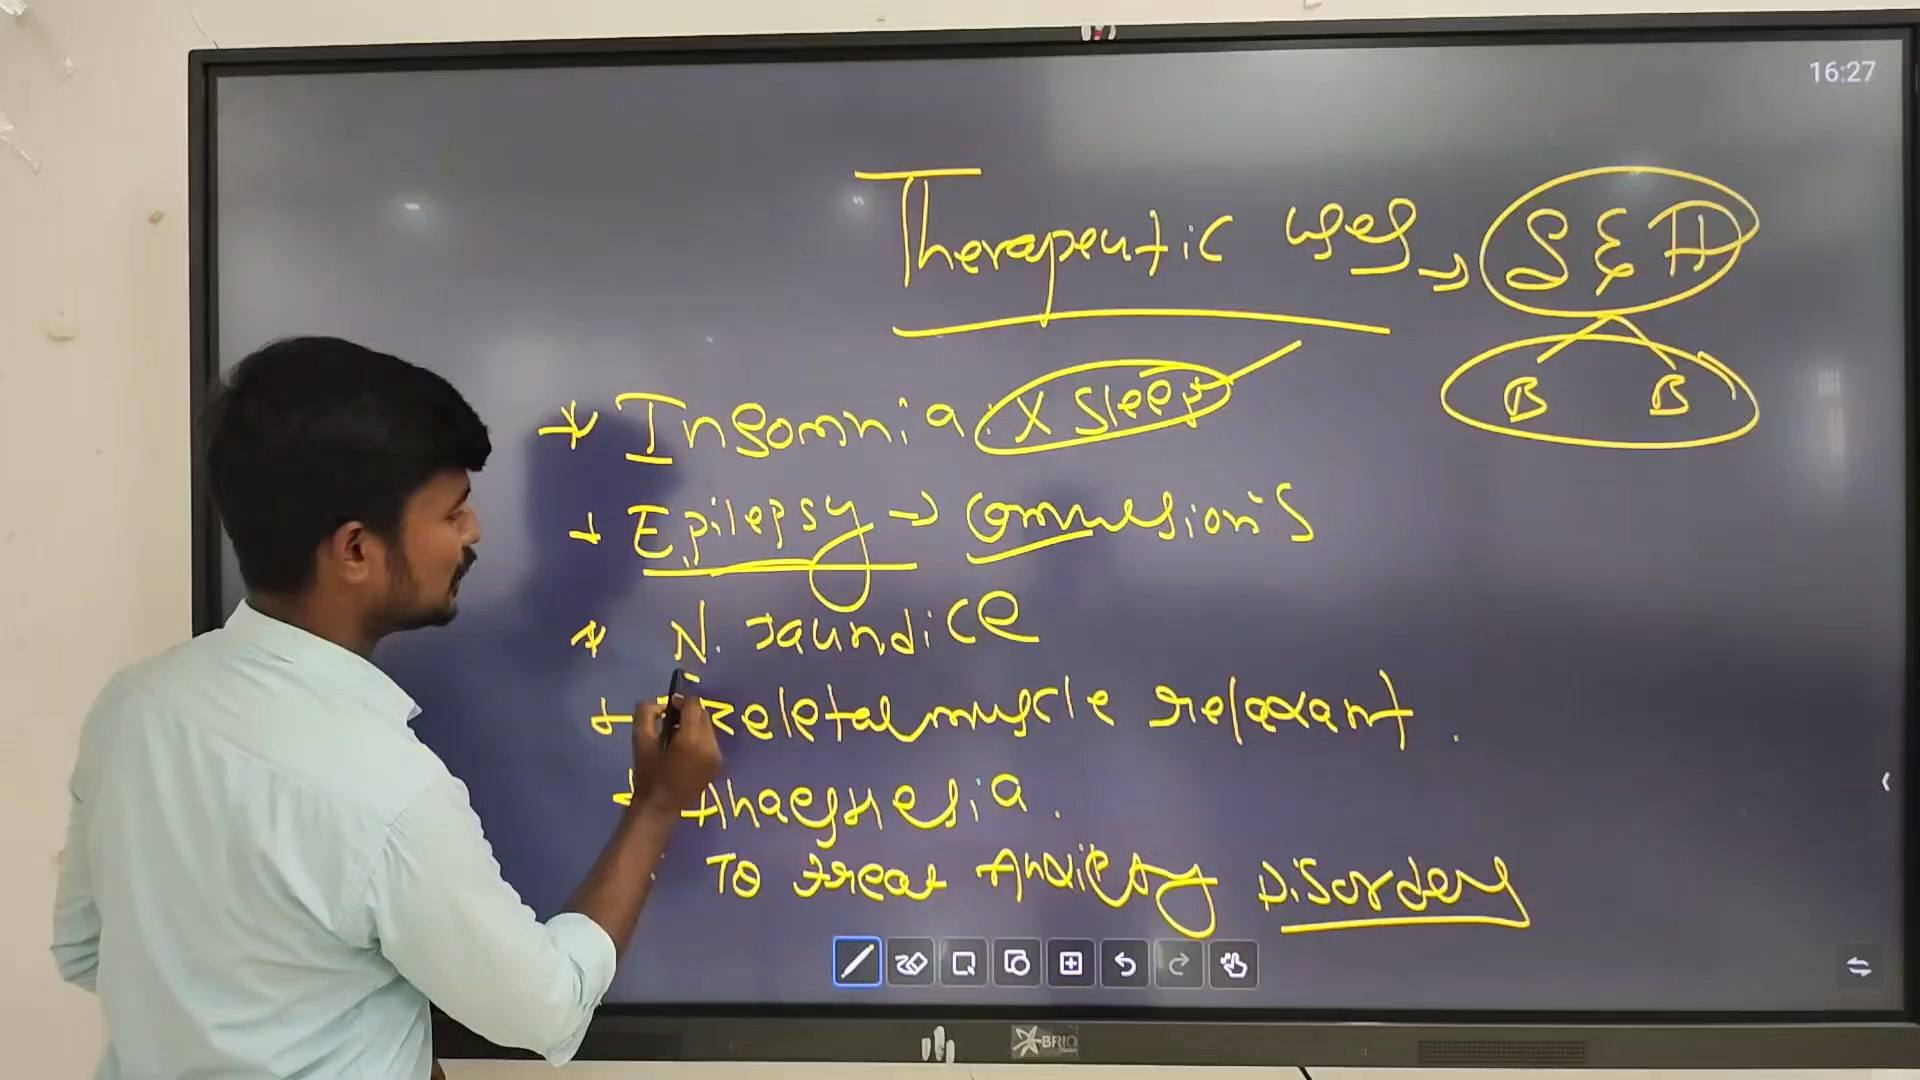 16:27
Therapeutic uses → S & H
B B
* Insomnia: X Sleep
+ Epilepsy → Convulsion's
* N. Jaundice
+ Skeletal muscle relaxant.
+ Anaesthesia.
To treat Anxiety Disorders
BRIO